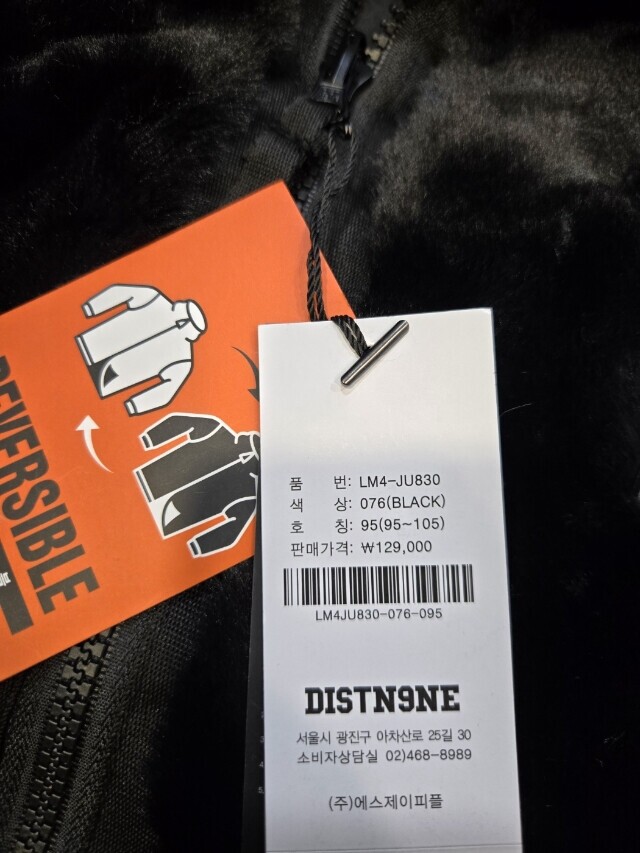 REVERSIBLE
품 번: LM4-JU830
색 상: 076(BLACK)
호 칭: 95(95~105)
판매가격: ₩129,000
LM4JU830-076-095
DISTN9NE
서울시 광진구 아차산로 25길 30
소비자상담실 02)468-8989
(주)에스제이피플